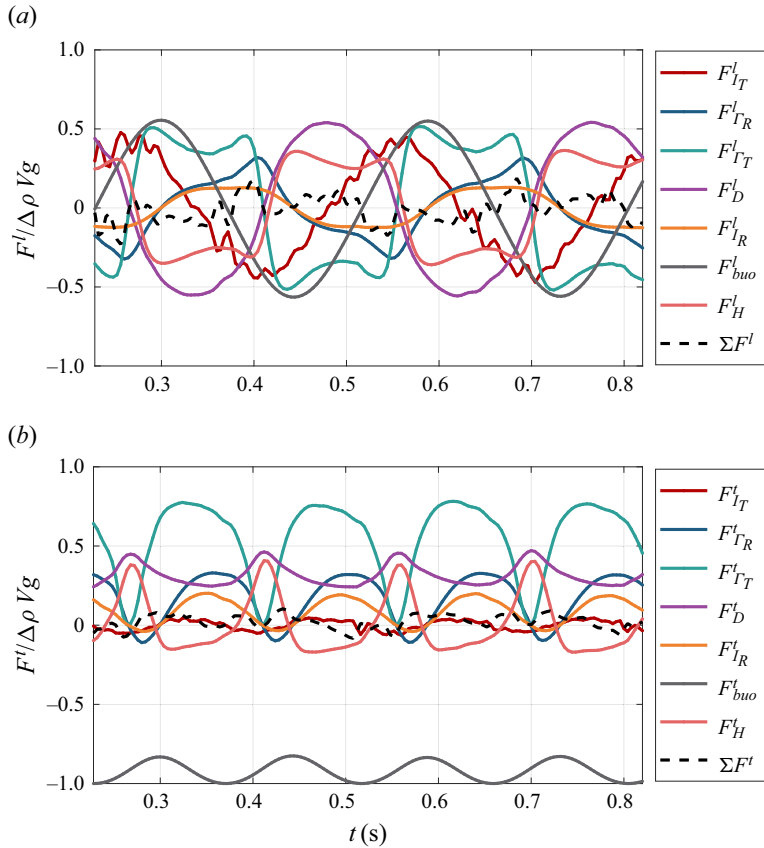 (a)
1.0
0.5
0
−0.5
−1.0
F^l/Δρ Vg
0.3 0.4 0.5 0.6 0.7 0.8
F^l_{I_T}
F^l_{Γ_R}
F^l_{Γ_T}
F^l_D
F^l_{I_R}
F^l_{buo}
F^l_H
ΣF^l
(b)
1.0
0.5
0
−0.5
−1.0
F^t/Δρ Vg
0.3 0.4 0.5 0.6 0.7 0.8
t (s)
F^t_{I_T}
F^t_{Γ_R}
F^t_{Γ_T}
F^t_D
F^t_{I_R}
F^t_{buo}
F^t_H
ΣF^t